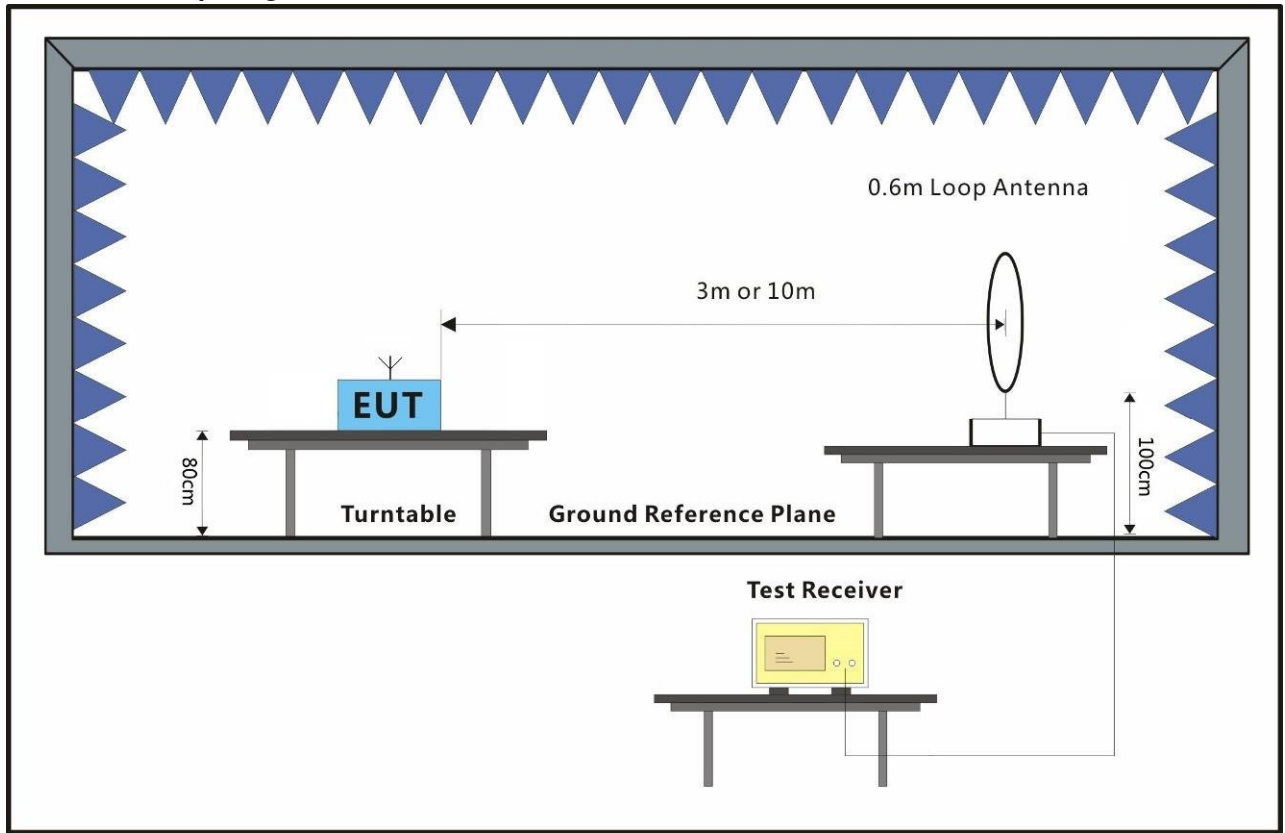 0.6m Loop Antenna
3m or 10m
EUT
80cm
100cm
Turntable
Ground Reference Plane
Test Receiver